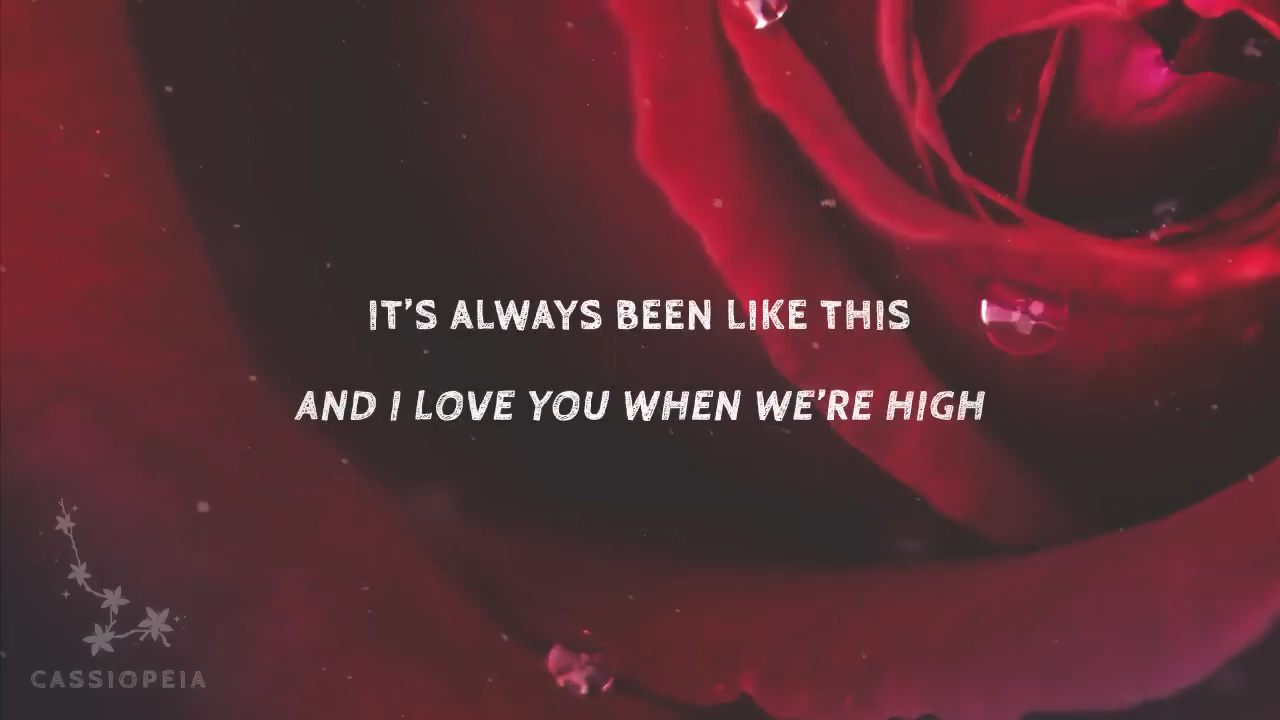 IT'S ALWAYS BEEN LIKE THIS
AND I LOVE YOU WHEN WE'RE HIGH
CASSIOPEIA